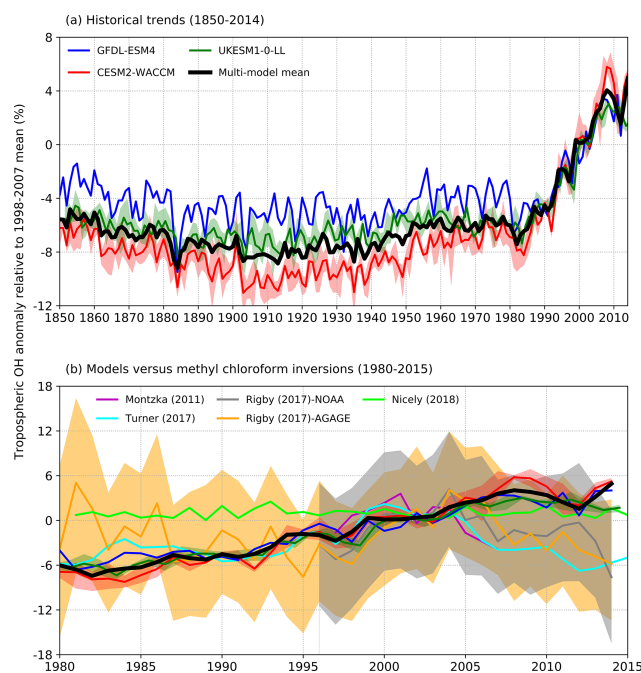 (a) Historical trends (1850-2014)
8
4
0
-4
-8
-12
GFDL-ESM4
UKESM1-0-LL
CESM2-WACCM
Multi-model mean
1850 1860 1870 1880 1890 1900 1910 1920 1930 1940 1950 1960 1970 1980 1990 2000 2010
Tropospheric OH anomaly relative to 1998-2007 mean (%)
(b) Models versus methyl chloroform inversions (1980-2015)
18
12
6
0
-6
-12
-18
Montzka (2011)
Rigby (2017)-NOAA
Nicely (2018)
Turner (2017)
Rigby (2017)-AGAGE
1980 1985 1990 1995 2000 2005 2010 2015